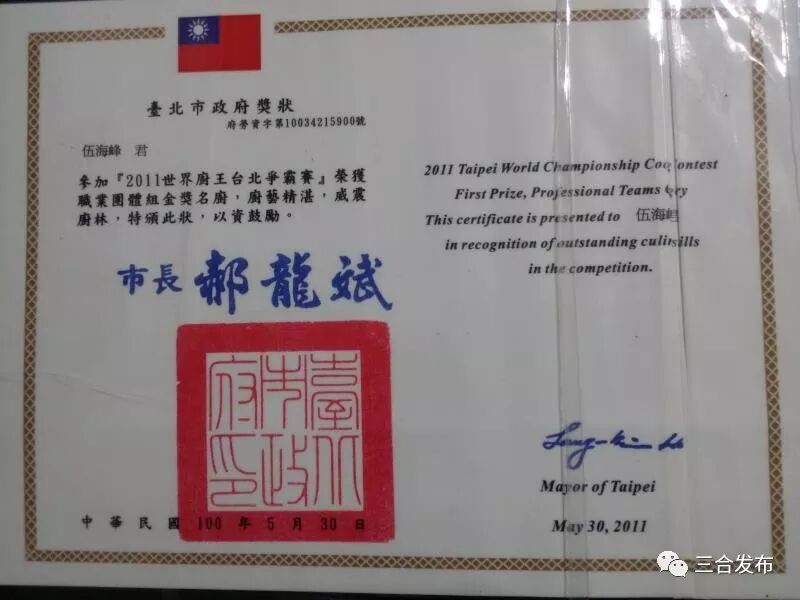 臺北市政府獎狀
府勞資字第10034215900號
伍海峰 君
參加『2011世界廚王台北爭霸賽』榮獲
職業團體組金獎名廚，廚藝精湛，威震
廚林，特頒此狀，以資鼓勵。
市長 郝龍斌
臺北市政府印
中華民國 100 年 5 月 30 日
2011 Taipei World Championship
First Prize, Professional Teams
This certificate is presented to 伍海峰
in recognition of outstanding
in the competition.
Mayor of Taipei
May 30, 2011
三合发布